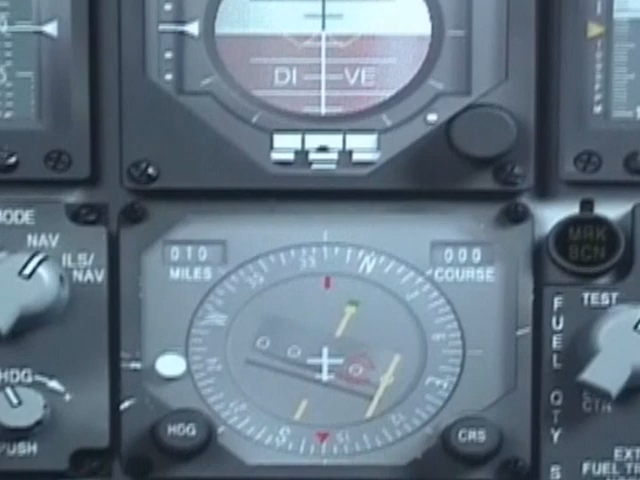 DI VE
MODE
NAV
ILS/
NAV
HDG
PUSH
010
MILES
000
COURSE
N
E
S
W
HDG
CRS
MRK
BCN
TEST
FUEL
QTY
S
EXT